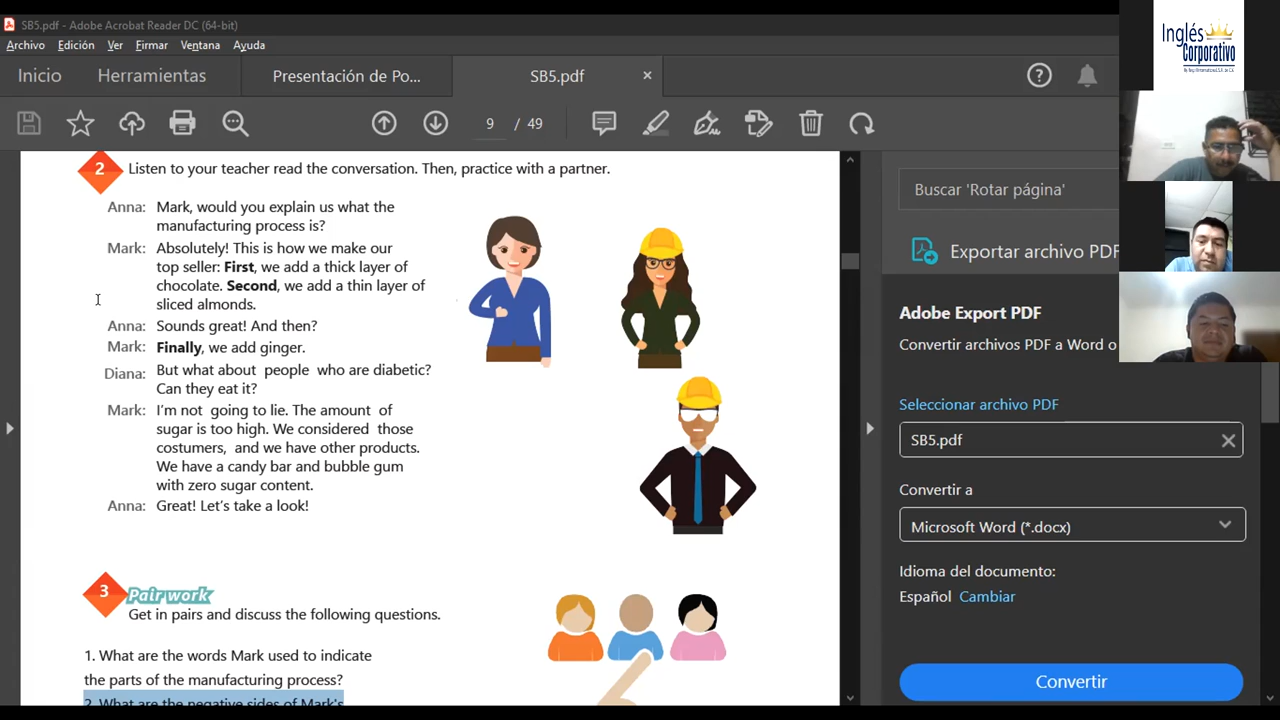 SB5.pdf - Adobe Acrobat Reader DC (64-bit)
Archivo Edición Ver Firmar Ventana Ayuda
Inicio Herramientas Presentación de Po... SB5.pdf
9 / 49
2 Listen to your teacher read the conversation. Then, practice with a partner.
Anna: Mark, would you explain us what the
manufacturing process is?
Mark: Absolutely! This is how we make our
top seller: First, we add a thick layer of
chocolate. Second, we add a thin layer of
sliced almonds.
Anna: Sounds great! And then?
Mark: Finally, we add ginger.
Diana: But what about people who are diabetic?
Can they eat it?
Mark: I'm not going to lie. The amount of
sugar is too high. We considered those
costumers, and we have other products.
We have a candy bar and bubble gum
with zero sugar content.
Anna: Great! Let's take a look!
3 Pair work
Get in pairs and discuss the following questions.
1. What are the words Mark used to indicate
the parts of the manufacturing process?
2. What are the negative sides of Mark's
Buscar 'Rotar página'
Exportar archivo PDF
Adobe Export PDF
Convertir archivos PDF a Word o
Seleccionar archivo PDF
SB5.pdf
Convertir a
Microsoft Word (*.docx)
Idioma del documento:
Español Cambiar
Convertir
Inglés
Corporativo